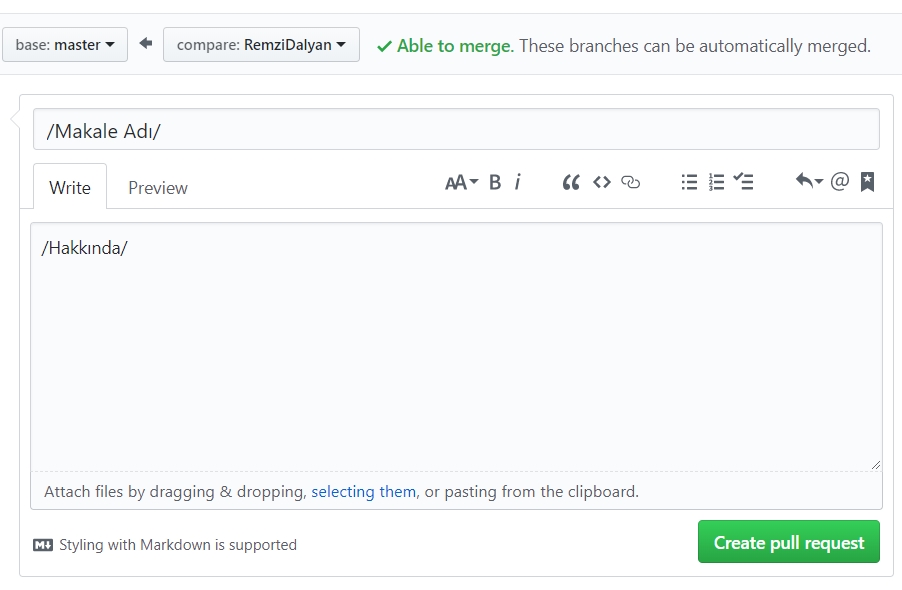 base: master compare: RemziDalyan Able to merge. These branches can be automatically merged.
/Makale Adı/
Write Preview AA B i @
/Hakkında/
Attach files by dragging & dropping, selecting them, or pasting from the clipboard.
M Styling with Markdown is supported Create pull request